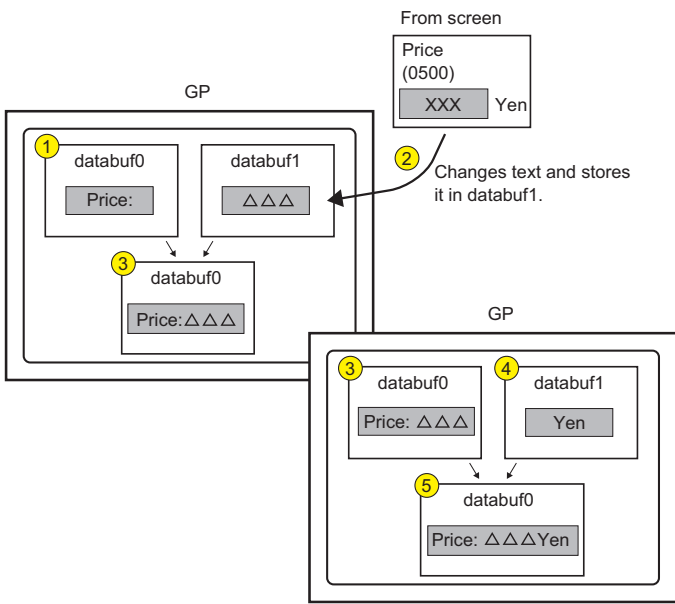 From screen
Price
(0500)
XXX Yen
GP
1
databuf0
databuf1
Price:
△△△
2
Changes text and stores
it in databuf1.
3
databuf0
Price:△△△
GP
3
databuf0
4
databuf1
Price: △△△
Yen
5
databuf0
Price: △△△Yen